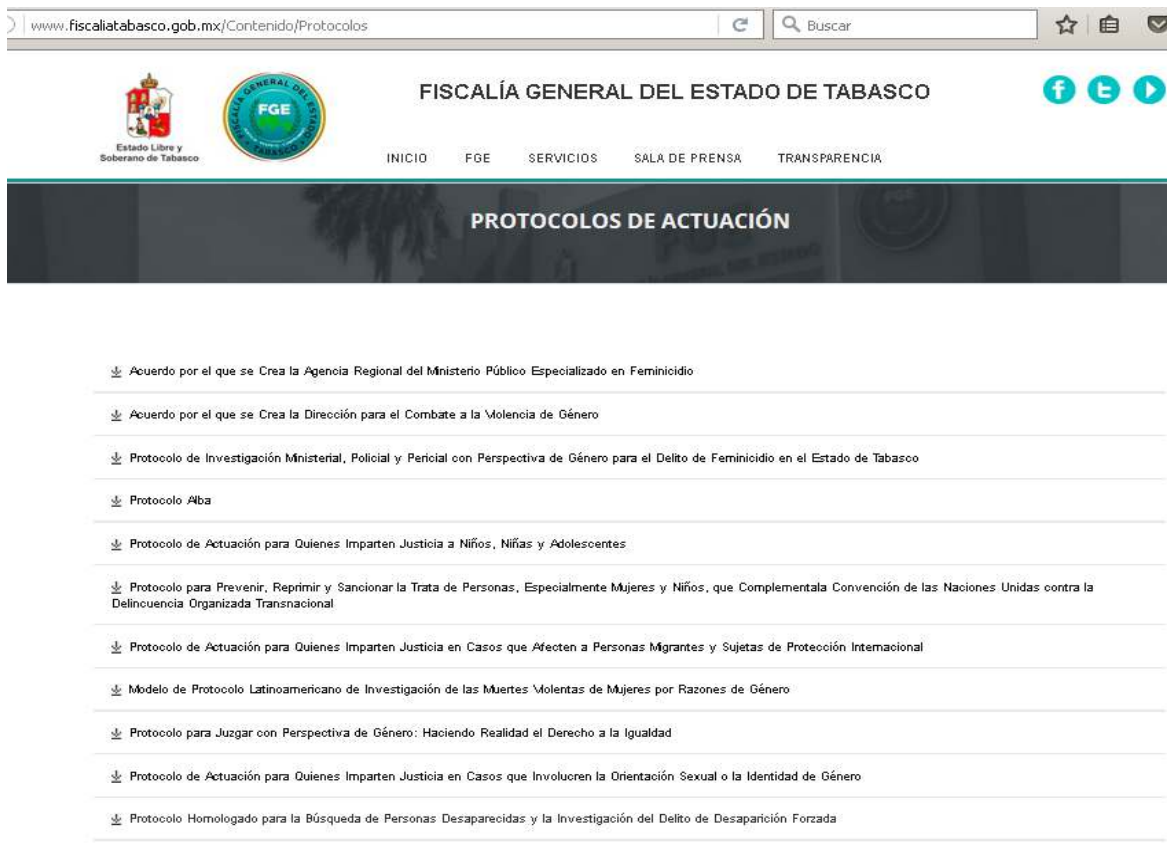 www.fiscaliatabasco.gob.mx/Contenido/Protocolos
Buscar
Estado Libre y
Soberano de Tabasco
FISCALÍA GENERAL DEL ESTADO
FGE
TABASCO
FISCALÍA GENERAL DEL ESTADO DE TABASCO
INICIO FGE SERVICIOS SALA DE PRENSA TRANSPARENCIA
PROTOCOLOS DE ACTUACIÓN
Acuerdo por el que se Crea la Agencia Regional del Ministerio Público Especializado en Feminicidio
Acuerdo por el que se Crea la Dirección para el Combate a la Violencia de Género
Protocolo de Investigación Ministerial, Policial y Pericial con Perspectiva de Género para el Delito de Feminicidio en el Estado de Tabasco
Protocolo Alba
Protocolo de Actuación para Quienes Imparten Justicia a Niños, Niñas y Adolescentes
Protocolo para Prevenir, Reprimir y Sancionar la Trata de Personas, Especialmente Mujeres y Niños, que Complementala Convención de las Naciones Unidas contra la
Delincuencia Organizada Transnacional
Protocolo de Actuación para Quienes Imparten Justicia en Casos que Afecten a Personas Migrantes y Sujetas de Protección Internacional
Modelo de Protocolo Latinoamericano de Investigación de las Muertes Violentas de Mujeres por Razones de Género
Protocolo para Juzgar con Perspectiva de Género: Haciendo Realidad el Derecho a la Igualdad
Protocolo de Actuación para Quienes Imparten Justicia en Casos que Involucren la Orientación Sexual o la Identidad de Género
Protocolo Homologado para la Búsqueda de Personas Desaparecidas y la Investigación del Delito de Desaparición Forzada